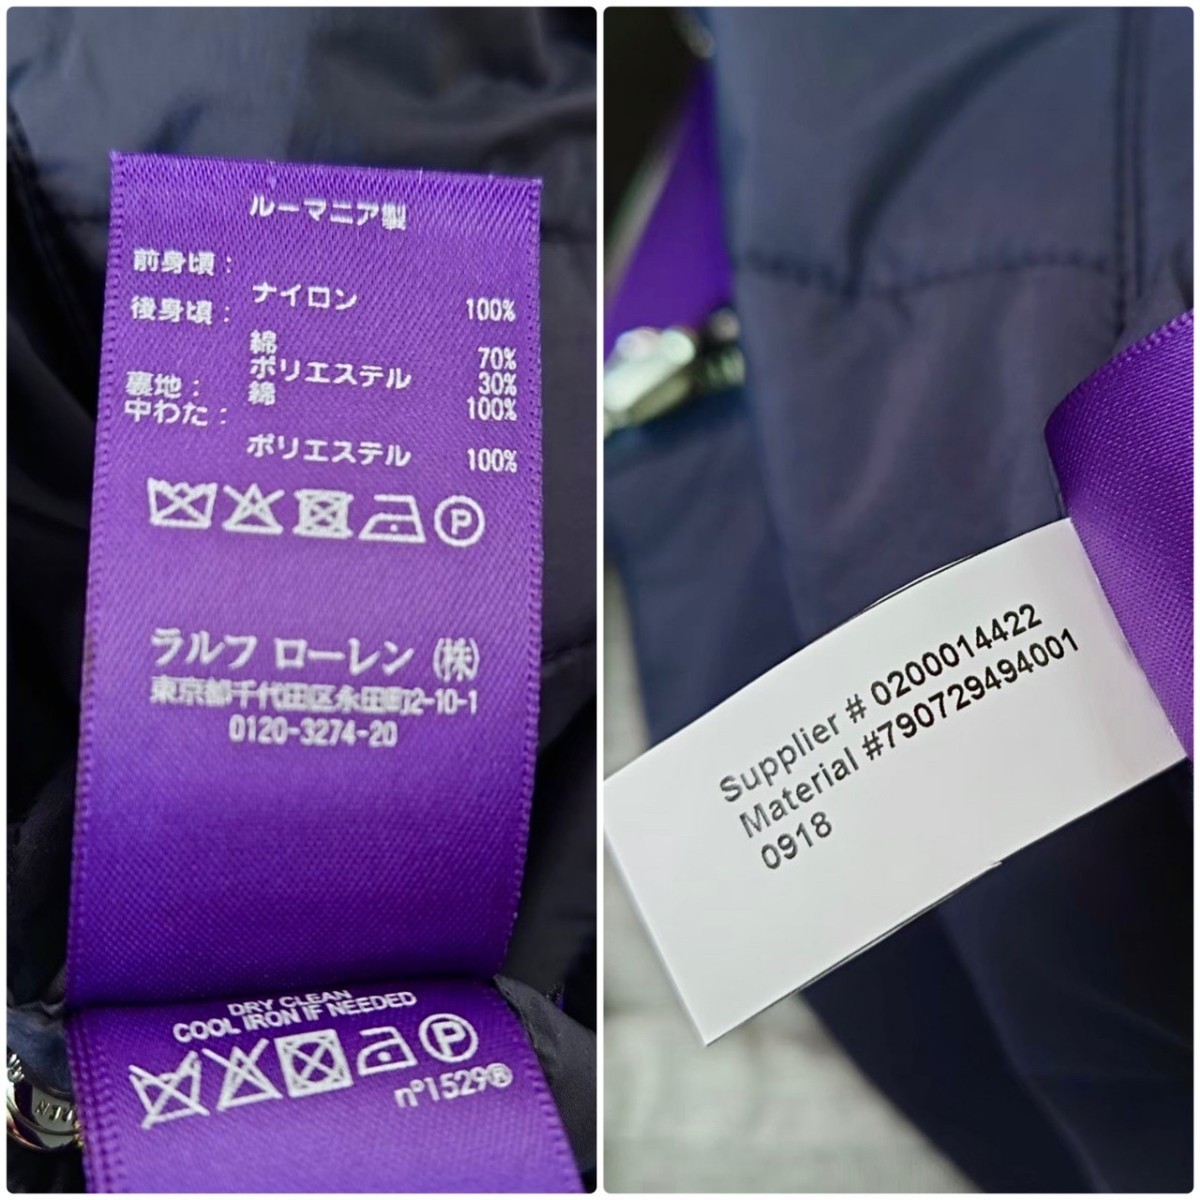 ルーマニア製
前身頃:
ナイロン 100%
後身頃:
綿 70%
ポリエステル 30%
裏地:
綿 100%
中わた:
ポリエステル 100%
P
ラルフ ローレン (株)
東京都千代田区永田町2-10-1
0120-3274-20
DRY CLEAN
COOL IRON IF NEEDED
P
n°1529®
Supplier # 0200014422
Material #790729494001
0918